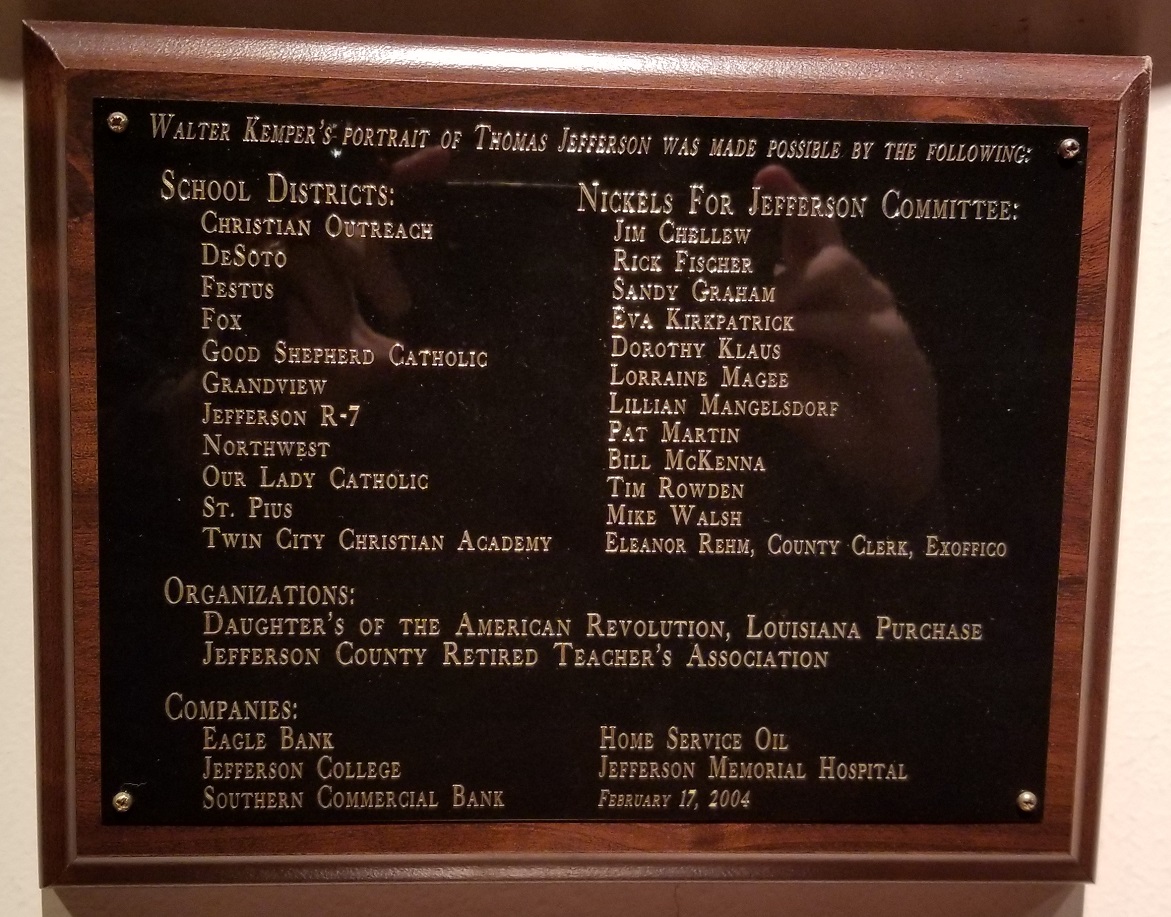 Walter Kemper's portrait of Thomas Jefferson was made possible by the following:
School Districts:
Christian Outreach
DeSoto
Festus
Fox
Good Shepherd Catholic
Grandview
Jefferson R-7
Northwest
Our Lady Catholic
St. Pius
Twin City Christian Academy
Nickels For Jefferson Committee:
Jim Chellew
Rick Fischer
Sandy Graham
Eva Kirkpatrick
Dorothy Klaus
Lorraine Magee
Lillian Mangelsdorf
Pat Martin
Bill McKenna
Tim Rowden
Mike Walsh
Eleanor Rehm, County Clerk, Exoffico
Organizations:
Daughter's of the American Revolution, Louisiana Purchase
Jefferson County Retired Teacher's Association
Companies:
Eagle Bank
Jefferson College
Southern Commercial Bank
Home Service Oil
Jefferson Memorial Hospital
February 17, 2004